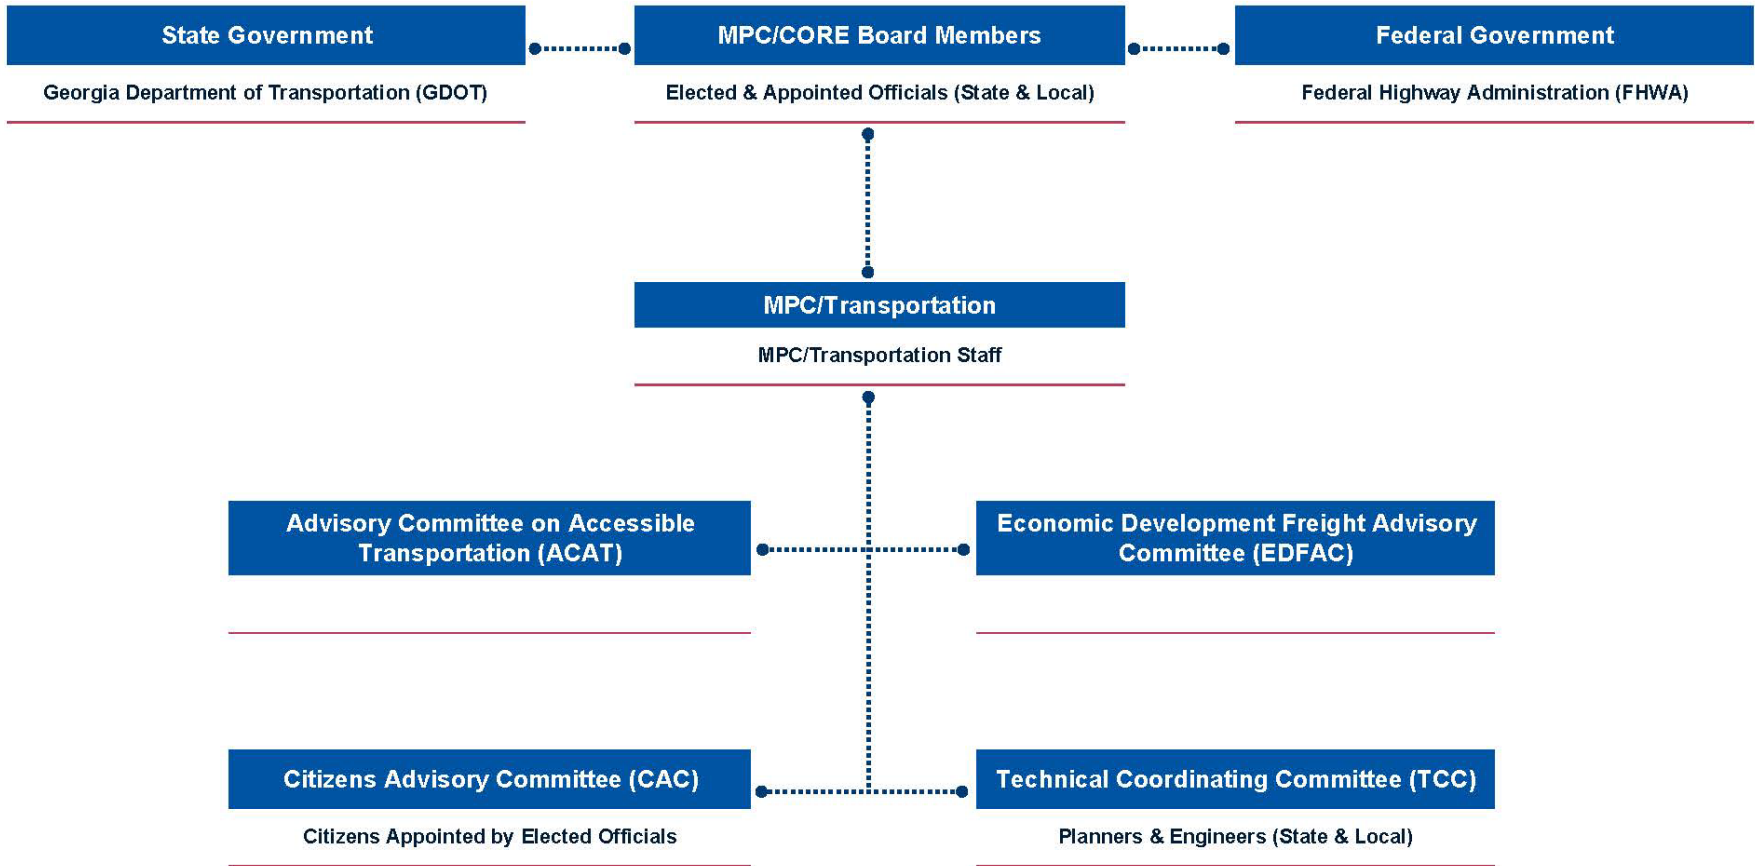 State Government
MPC/CORE Board Members
Federal Government
Georgia Department of Transportation (GDOT)
Elected & Appointed Officials (State & Local)
Federal Highway Administration (FHWA)
MPC/Transportation
MPC/Transportation Staff
Advisory Committee on Accessible
Transportation (ACAT)
Economic Development Freight Advisory
Committee (EDFAC)
Citizens Advisory Committee (CAC)
Citizens Appointed by Elected Officials
Technical Coordinating Committee (TCC)
Planners & Engineers (State & Local)